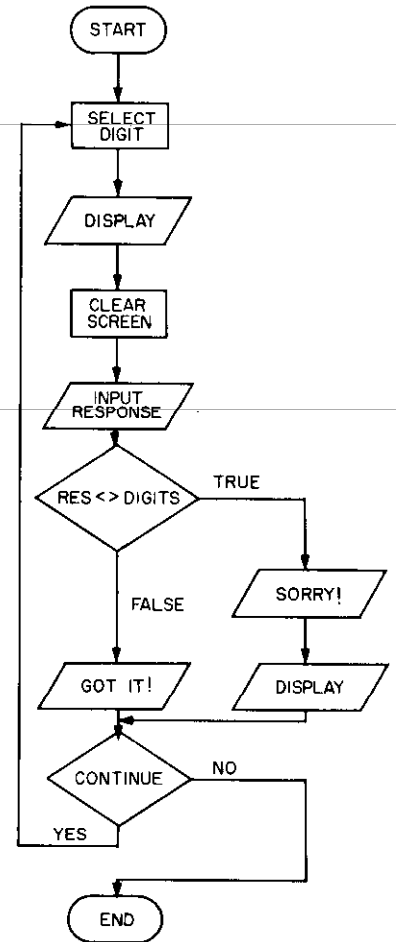 START
SELECT
DIGIT
DISPLAY
CLEAR
SCREEN
INPUT
RESPONSE
RES <> DIGITS
TRUE
FALSE
SORRY!
GOT IT!
DISPLAY
CONTINUE
NO
YES
END